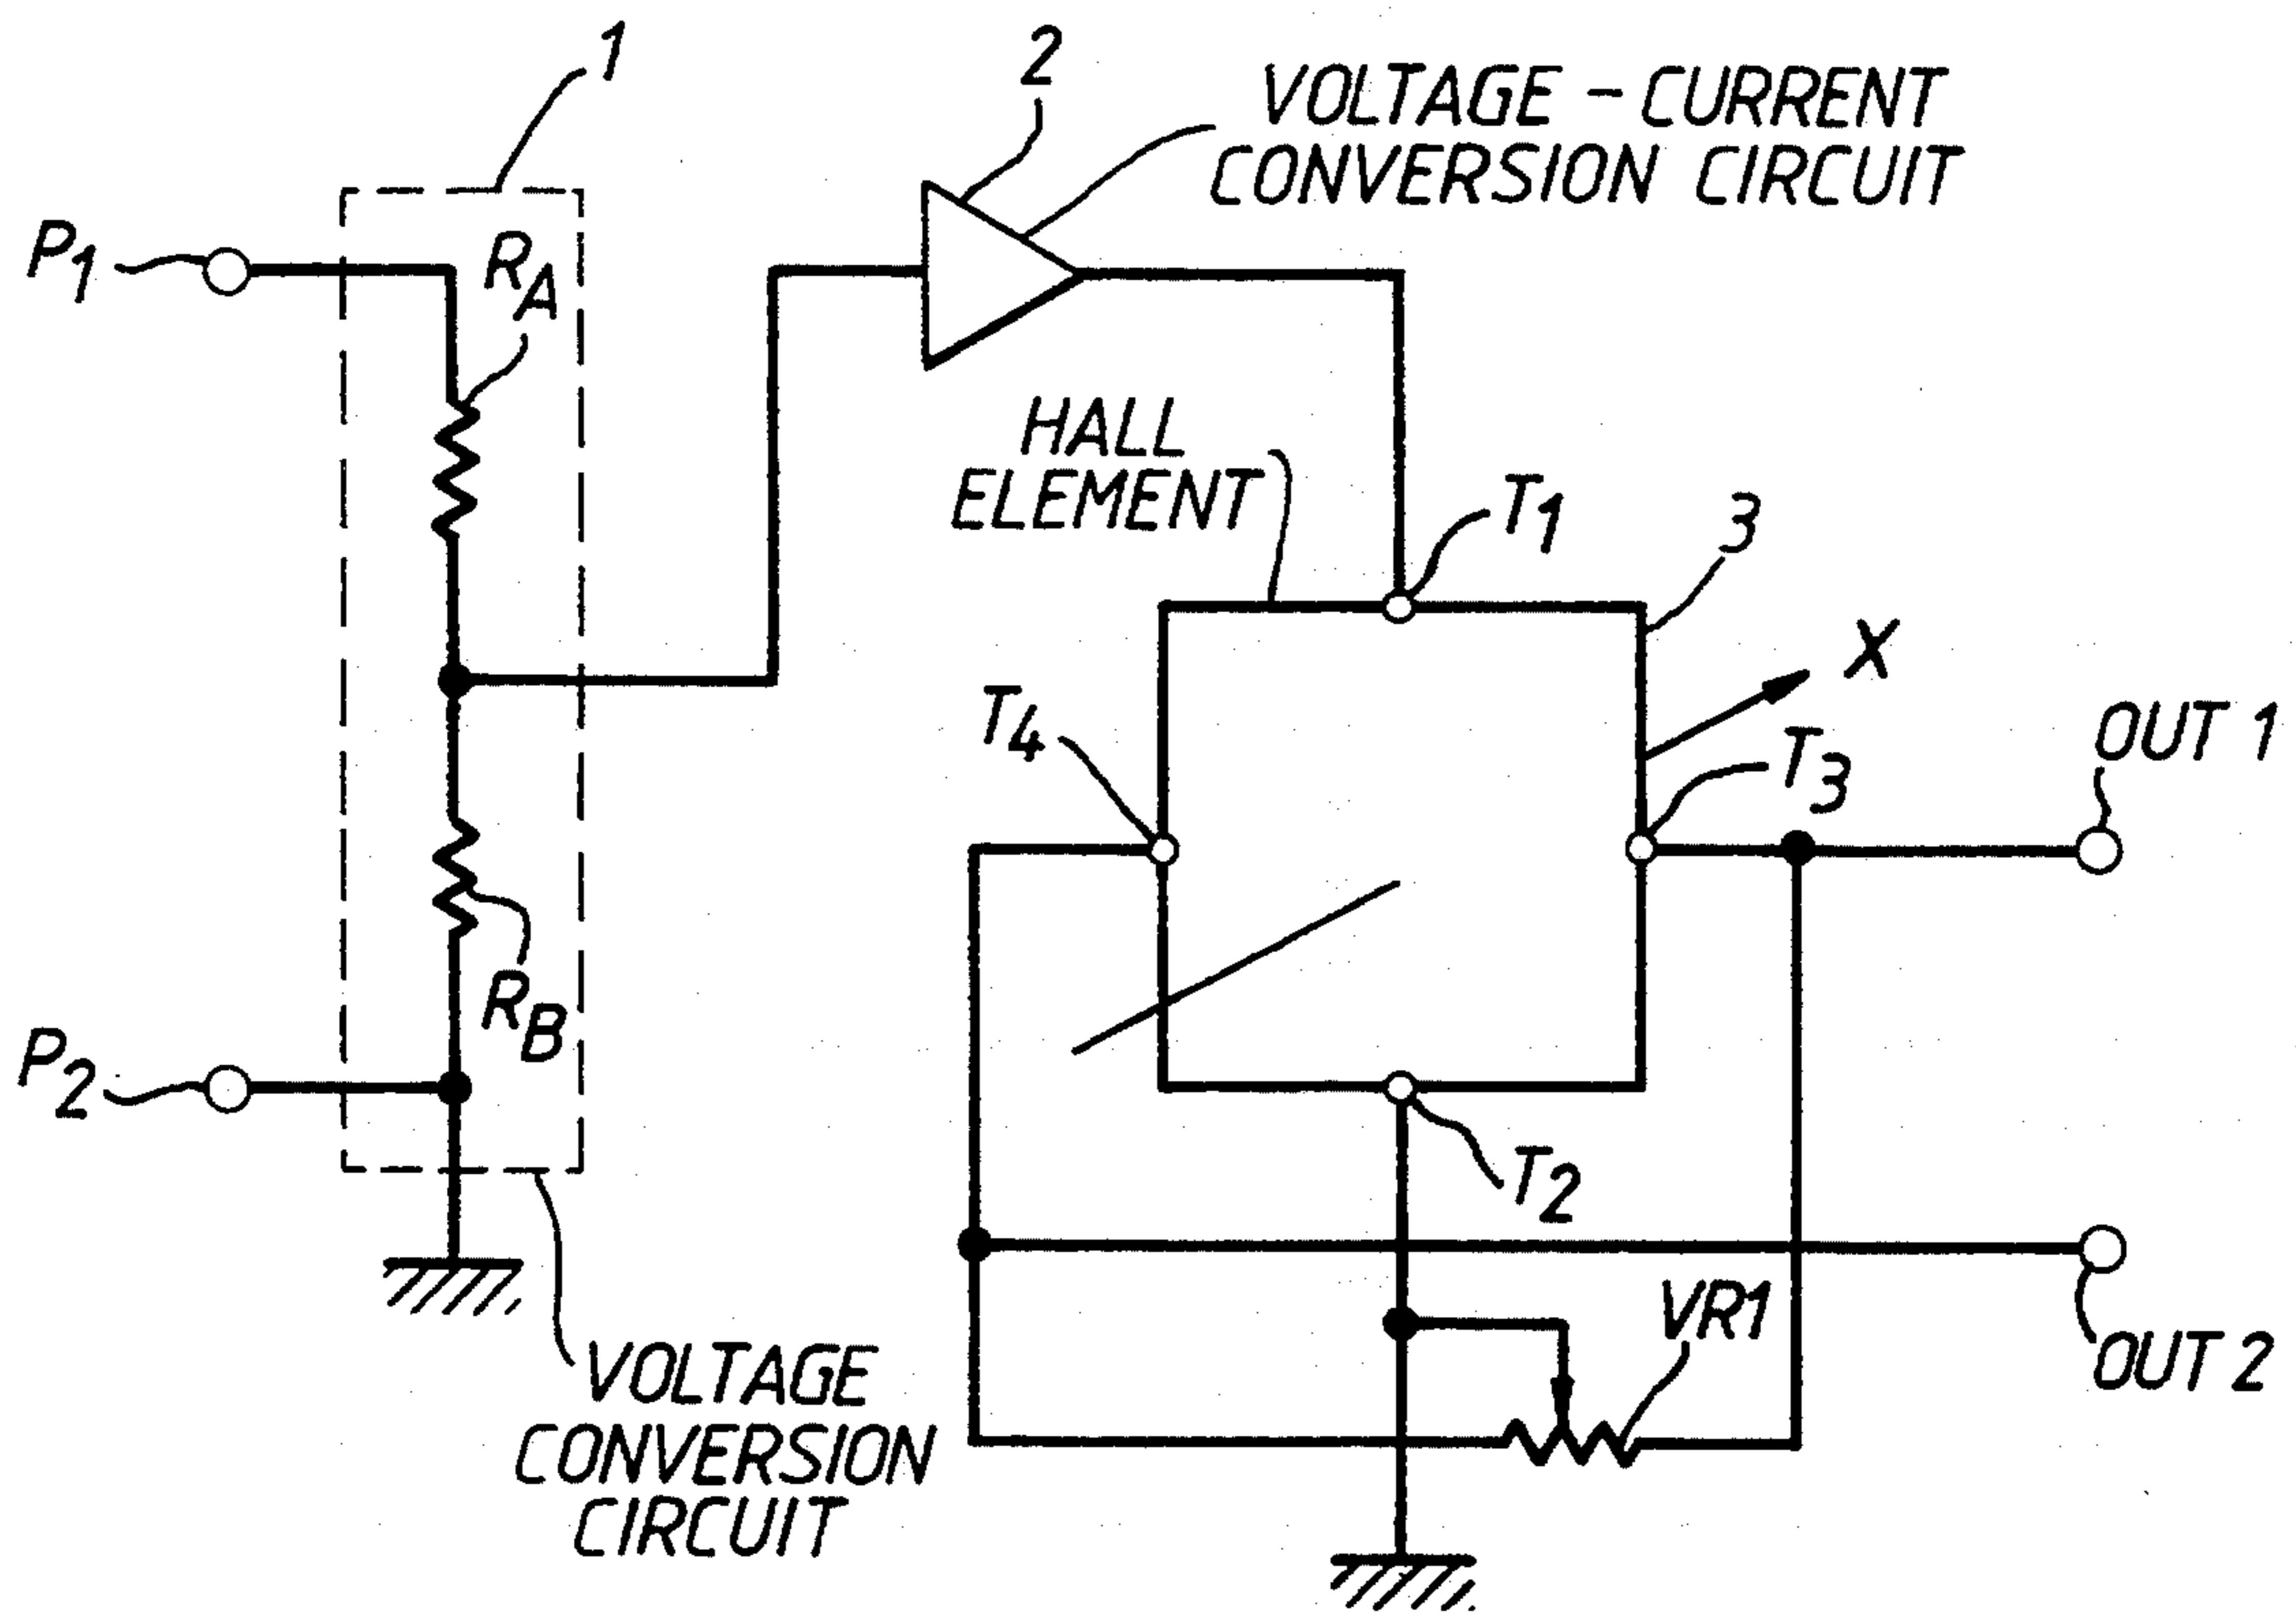 1
2
VOLTAGE - CURRENT
CONVERSION CIRCUIT
P1
RA
HALL
ELEMENT
T1
3
X
T4
T3
OUT 1
RB
P2
T2
VR1
OUT 2
VOLTAGE
CONVERSION
CIRCUIT